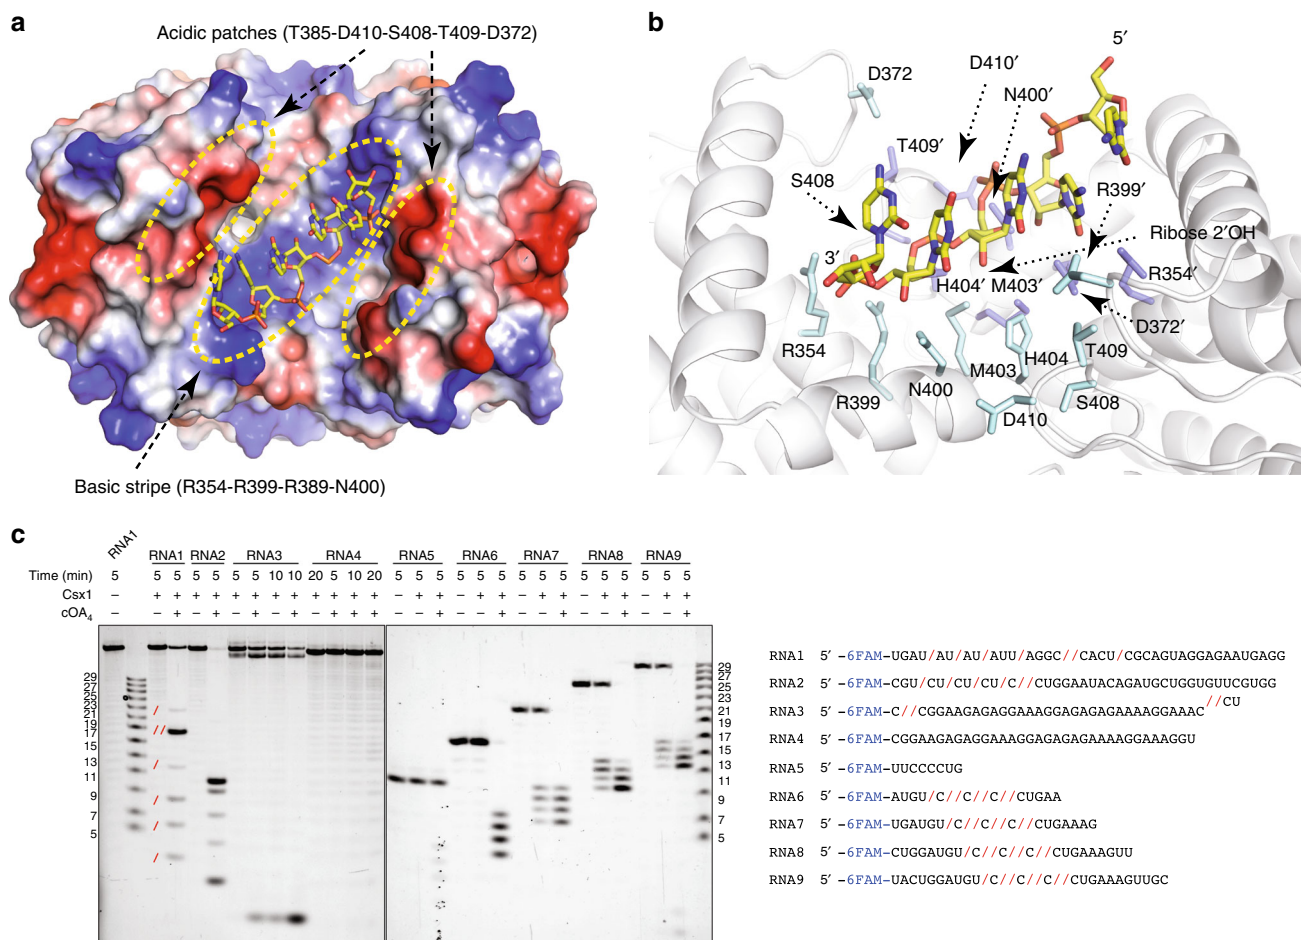 a
Acidic patches (T385-D410-S408-T409-D372)
Basic stripe (R354-R399-R389-N400)
b
5′
D372
D410′
N400′
T409′
S408
R399′
Ribose 2′OH
3′
H404′ M403′
R354′
D372′
R354
R399
N400
M403
H404
T409
D410
S408
c
RNA1 RNA1 RNA2 RNA3 RNA4 RNA5 RNA6 RNA7 RNA8 RNA9
Time (min) 5 5 5 5 5 5 5 10 10 20 5 10 20 5 5 5 5 5 5 5 5 5 5 5 5 5 5 5
Csx1 – + + + + + + + + + + + + – + + – + + – + + – + + – + +
cOA4 – – + – + – + – + – + + + – – + – – + – – + – – + – – +
29
27
25
23
21
19
17
15
13
11
9
7
5
29
27
25
23
21
19
17
15
13
11
9
7
5
RNA1 5′ –6FAM–UGAU/AU/AU/AUU/AGGC//CACU/CGCAGUAGGAGAAUGAGG
RNA2 5′ –6FAM–CGU/CU/CU/CU/C//CUGGAAUACAGAUGCUGGUGUUCGUGG
RNA3 5′ –6FAM–C//CGGAAGAGAGGAAAGGAGAGAGAAAAGGAAAC//CU
RNA4 5′ –6FAM–CGGAAGAGAGGAAAGGAGAGAGAAAAGGAAAGGU
RNA5 5′ –6FAM–UUCCCCUG
RNA6 5′ –6FAM–AUGU/C//C//C//CUGAA
RNA7 5′ –6FAM–UGAUGU/C//C//C//CUGAAAG
RNA8 5′ –6FAM–CUGGAUGU/C//C//C//CUGAAAGUU
RNA9 5′ –6FAM–UACUGGAUGU/C//C//C//CUGAAAGUUGC